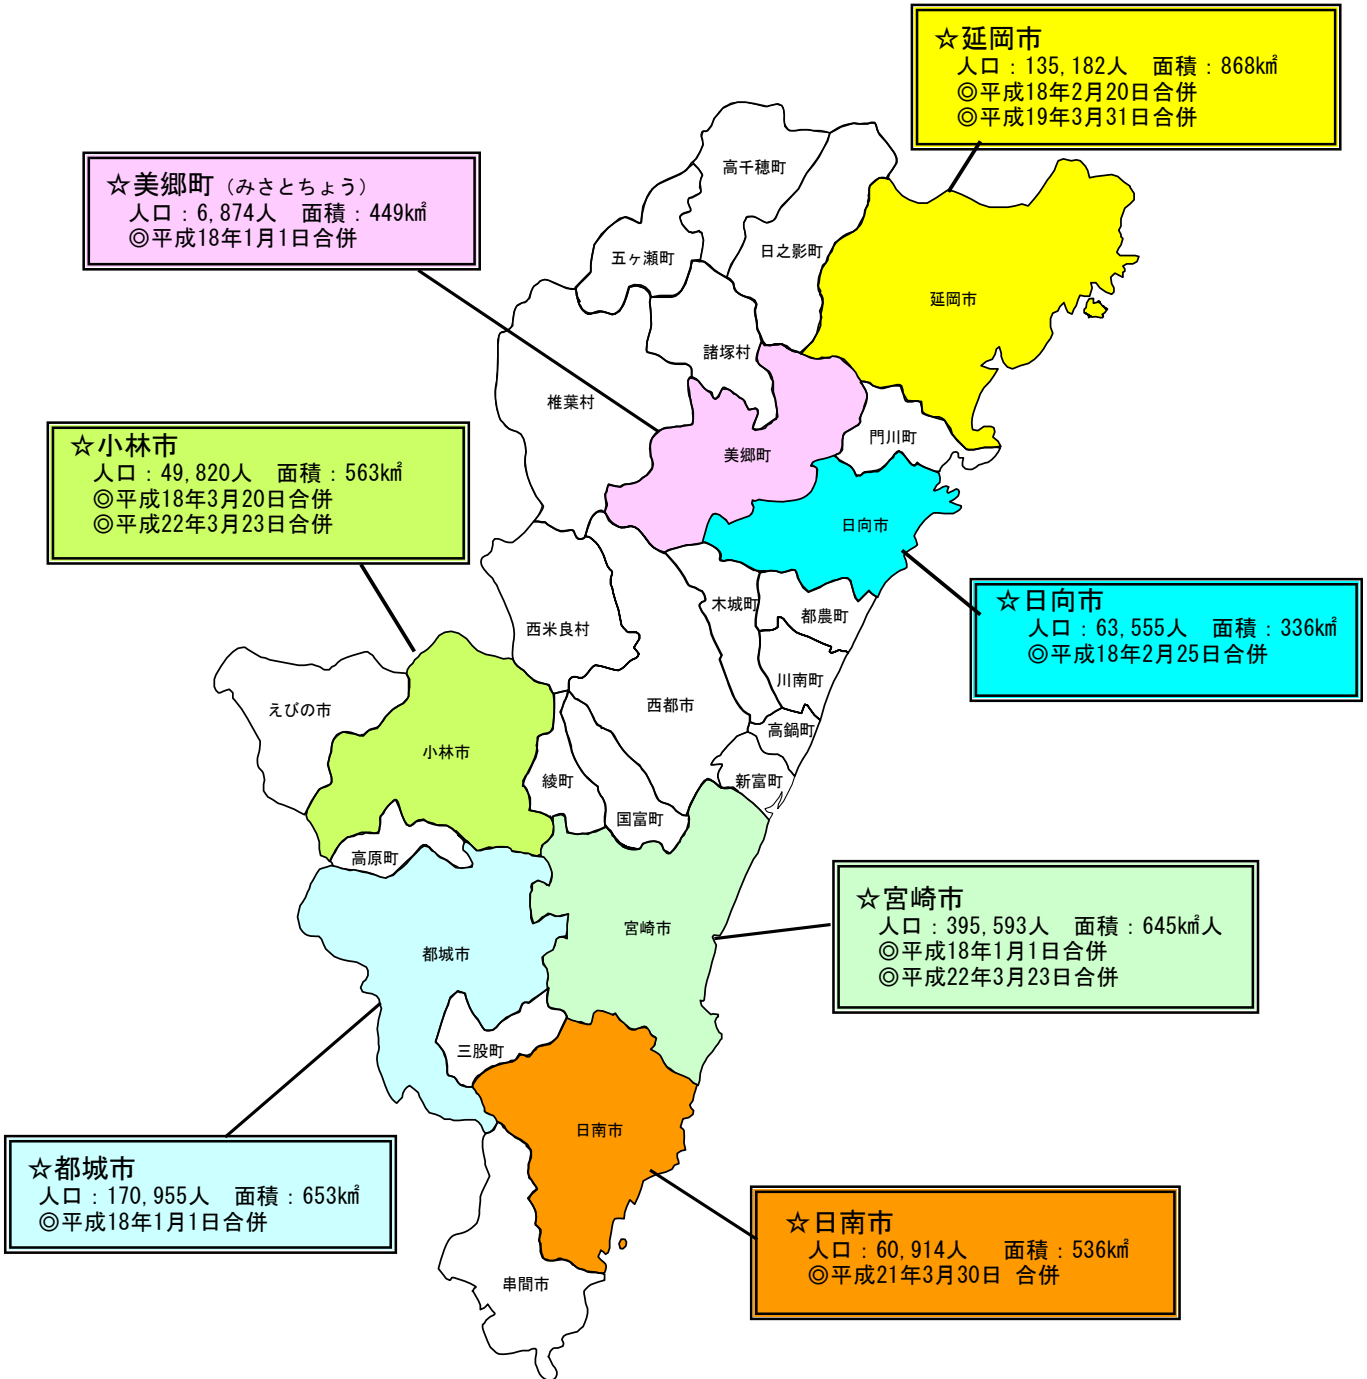 ☆延岡市
人口：135,182人　面積：868k㎡
◎平成18年2月20日合併
◎平成19年3月31日合併
☆美郷町（みさとちょう）
人口：6,874人　面積：449k㎡
◎平成18年1月1日合併
高千穂町
日之影町
五ヶ瀬町
延岡市
諸塚村
椎葉村
門川町
美郷町
☆小林市
人口：49,820人　面積：563k㎡
◎平成18年3月20日合併
◎平成22年3月23日合併
日向市
☆日向市
人口：63,555人　面積：336k㎡
◎平成18年2月25日合併
木城町
都農町
西米良村
川南町
西都市
えびの市
高鍋町
小林市
綾町
新富町
国富町
高原町
☆宮崎市
人口：395,593人　面積：645k㎡人
◎平成18年1月1日合併
◎平成22年3月23日合併
宮崎市
都城市
三股町
日南市
☆都城市
人口：170,955人　面積：653k㎡
◎平成18年1月1日合併
☆日南市
人口：60,914人　面積：536k㎡
◎平成21年3月30日 合併
串間市